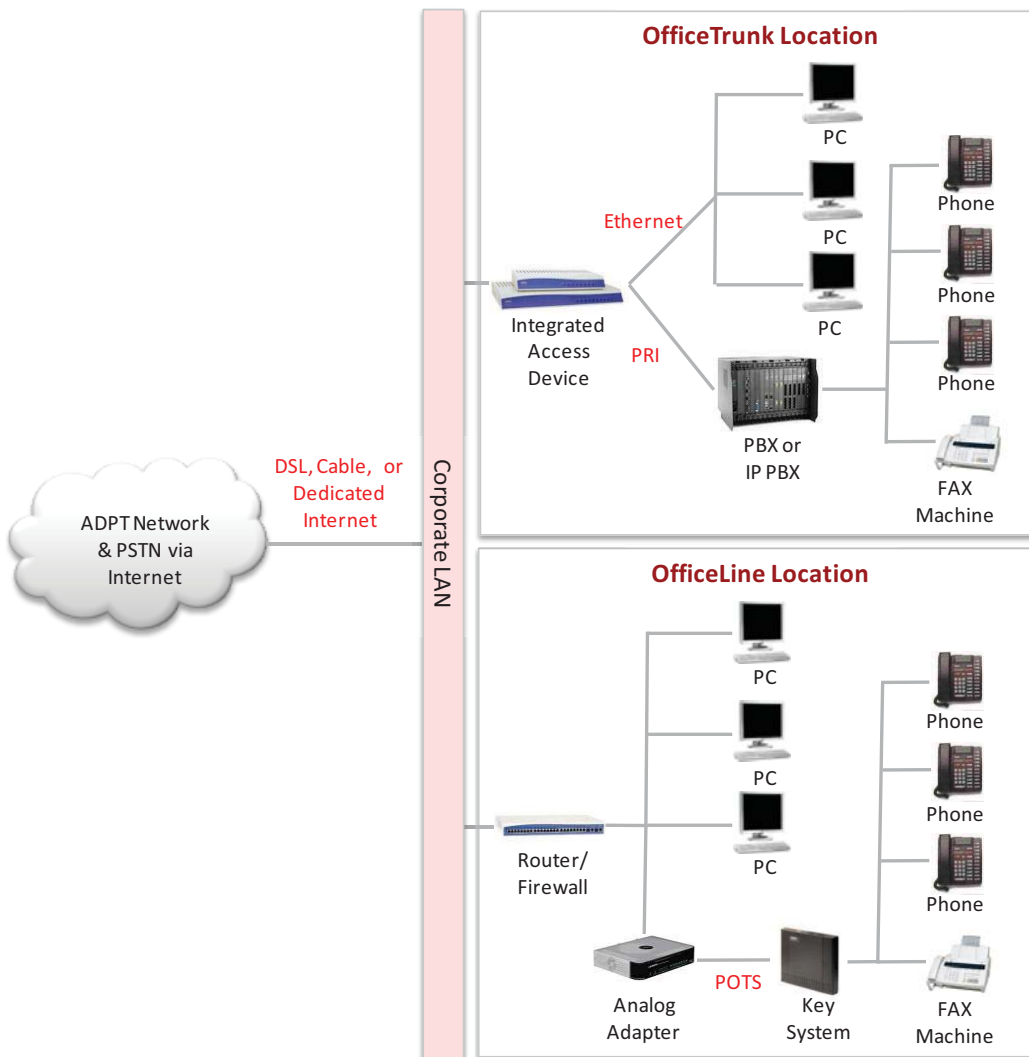 OfficeTrunk Location
PC
PC
PC
Ethernet
Integrated
Access
Device
PRI
PBX or
IP PBX
Phone
Phone
Phone
FAX
Machine
ADPT Network
& PSTN via
Internet
DSL, Cable, or
Dedicated
Internet
Corporate LAN
OfficeLine Location
PC
PC
PC
Router/
Firewall
Analog
Adapter
POTS
Key
System
Phone
Phone
Phone
FAX
Machine